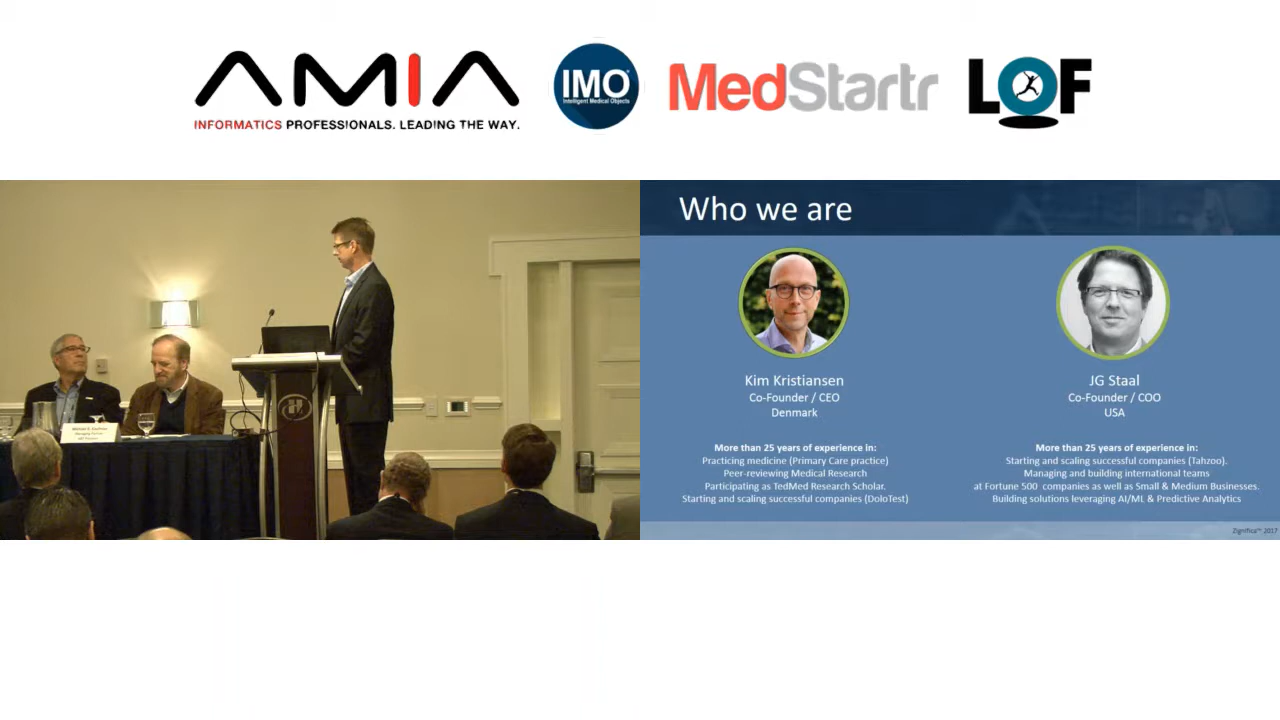 AMIA
INFORMATICS PROFESSIONALS. LEADING THE WAY.
IMO
Intelligent Medical Objects
MedStartr
LOF
Who we are
Kim Kristiansen
Co-Founder / CEO
Denmark
More than 25 years of experience in:
Practicing medicine (Primary Care practice)
Peer-reviewing Medical Research
Participating as TedMed Research Scholar.
Starting and scaling successful companies (DoloTest)
JG Staal
Co-Founder / COO
USA
More than 25 years of experience in:
Starting and scaling successful companies (Tahzoo).
Managing and building international teams
at Fortune 500 companies as well as Small & Medium Businesses.
Building solutions leveraging AI/ML & Predictive Analytics
Zignifica™ 2017